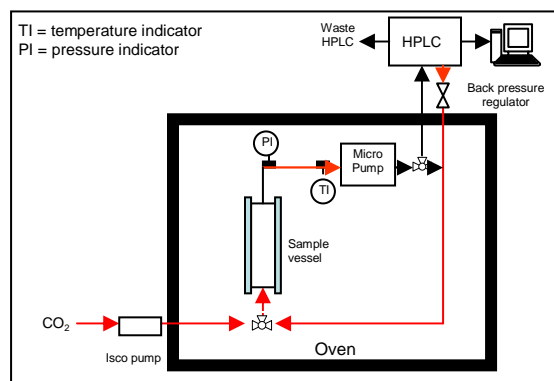 TI = temperature indicator
PI = pressure indicator
Waste
HPLC
HPLC
Back pressure
regulator
PI
Micro
Pump
TI
Sample
vessel
CO₂
Isco pump
Oven